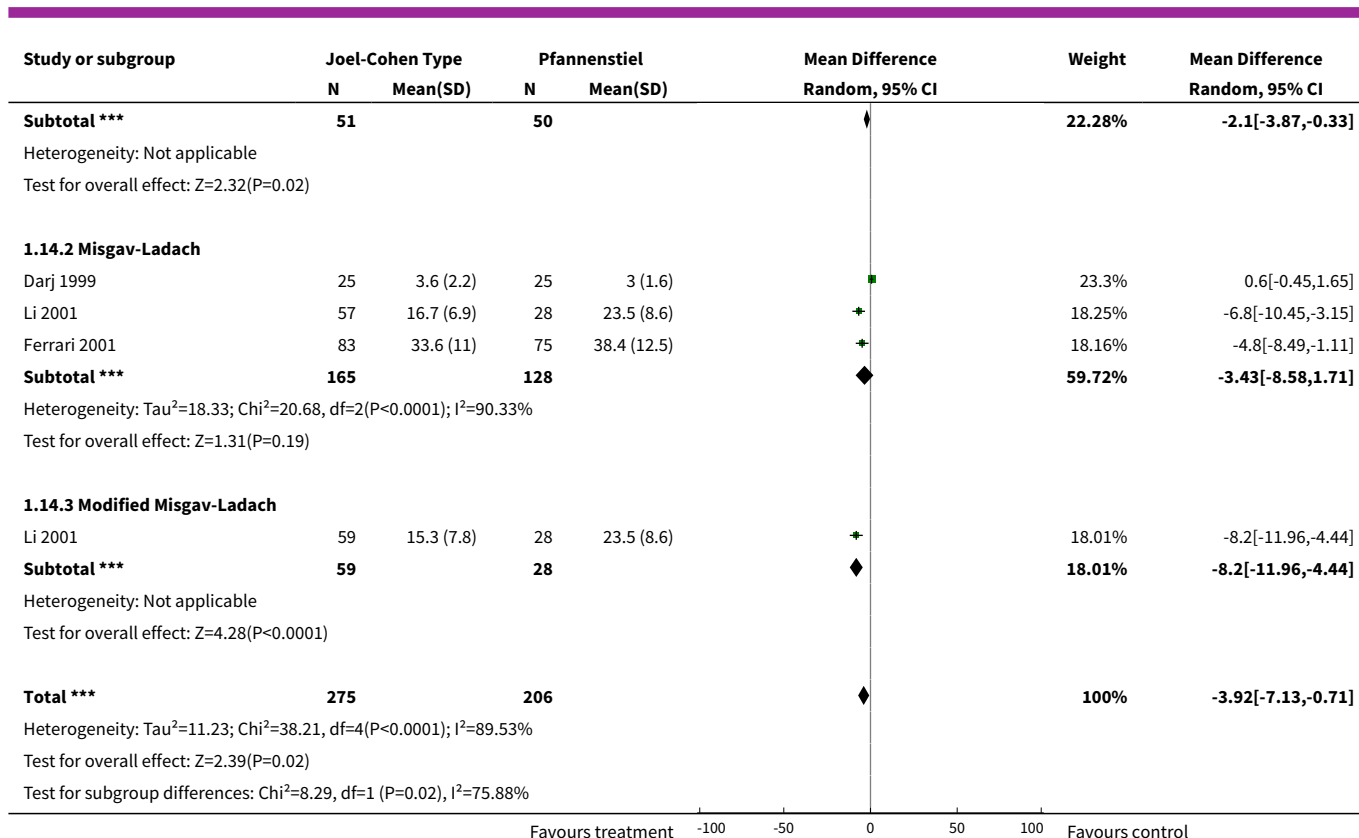 Study or subgroup Joel-Cohen Type Pfannenstiel Mean Difference Weight Mean Difference
N Mean(SD) N Mean(SD) Random, 95% CI Random, 95% CI
Subtotal *** 51 50 22.28% -2.1[-3.87,-0.33]
Heterogeneity: Not applicable
Test for overall effect: Z=2.32(P=0.02)
1.14.2 Misgav-Ladach
Darj 1999 25 3.6 (2.2) 25 3 (1.6) 23.3% 0.6[-0.45,1.65]
Li 2001 57 16.7 (6.9) 28 23.5 (8.6) 18.25% -6.8[-10.45,-3.15]
Ferrari 2001 83 33.6 (11) 75 38.4 (12.5) 18.16% -4.8[-8.49,-1.11]
Subtotal *** 165 128 59.72% -3.43[-8.58,1.71]
Heterogeneity: Tau²=18.33; Chi²=20.68, df=2(P<0.0001); I²=90.33%
Test for overall effect: Z=1.31(P=0.19)
1.14.3 Modified Misgav-Ladach
Li 2001 59 15.3 (7.8) 28 23.5 (8.6) 18.01% -8.2[-11.96,-4.44]
Subtotal *** 59 28 18.01% -8.2[-11.96,-4.44]
Heterogeneity: Not applicable
Test for overall effect: Z=4.28(P<0.0001)
Total *** 275 206 100% -3.92[-7.13,-0.71]
Heterogeneity: Tau²=11.23; Chi²=38.21, df=4(P<0.0001); I²=89.53%
Test for overall effect: Z=2.39(P=0.02)
Test for subgroup differences: Chi²=8.29, df=1 (P=0.02), I²=75.88%
Favours treatment -100 -50 0 50 100 Favours control